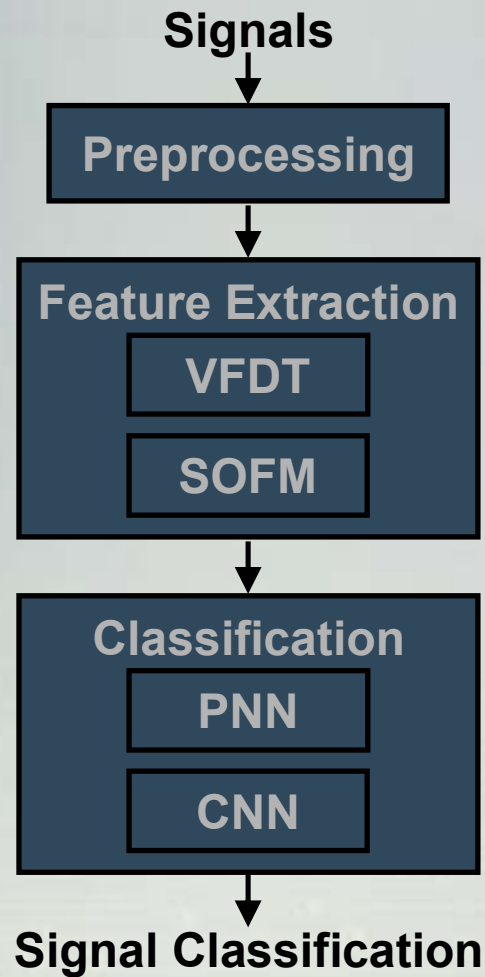 Signals
Preprocessing
Feature Extraction
VFDT
SOFM
Classification
PNN
CNN
Signal Classification